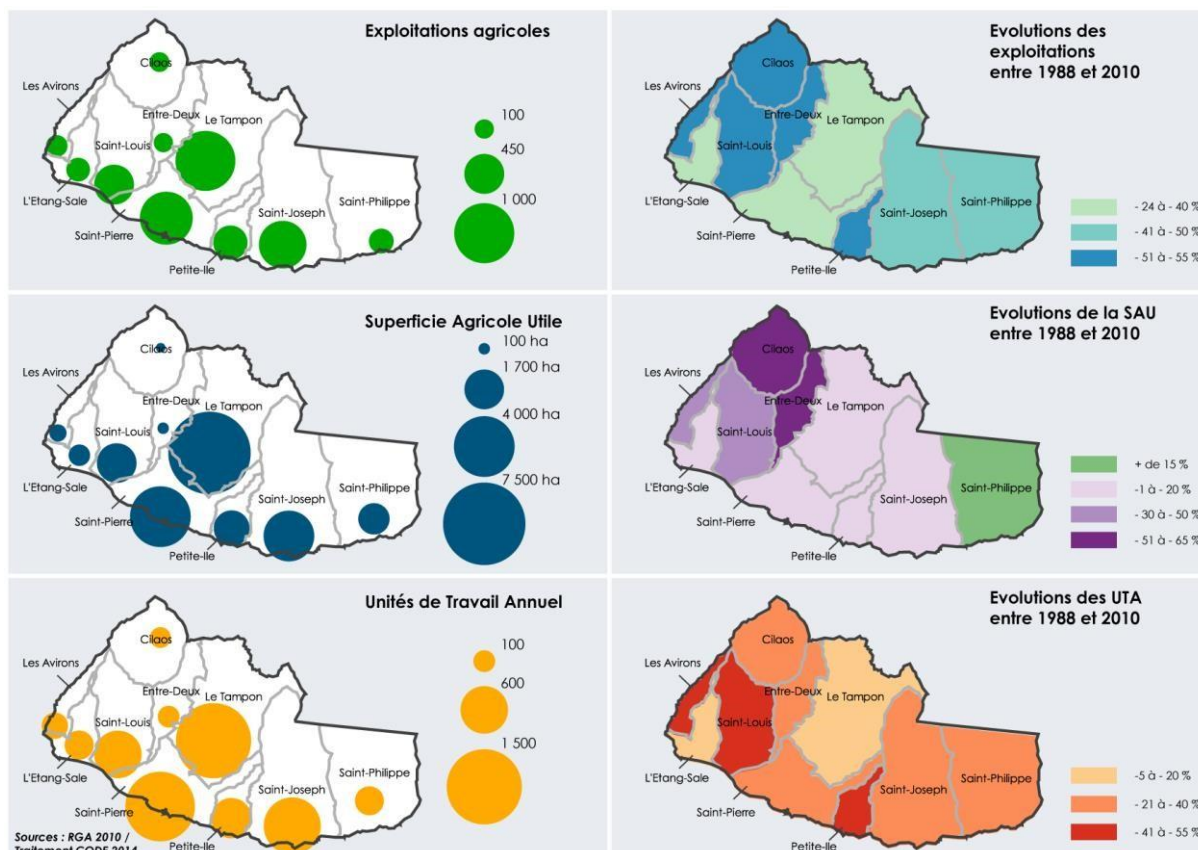 Exploitations agricoles
Cilaos
Les Avirons
Entre-Deux
Le Tampon
Saint-Louis
L'Etang-Sale
Saint-Joseph
Saint-Philippe
Saint-Pierre
Petite-Ile
100
450
1 000
Evolutions des
exploitations
entre 1988 et 2010
Cilaos
Les Avirons
Entre-Deux
Le Tampon
Saint-Louis
L'Etang-Sale
Saint-Joseph
Saint-Philippe
Saint-Pierre
Petite-Ile
- 24 à - 40 %
- 41 à - 50 %
- 51 à - 55 %
Superficie Agricole Utile
Cilaos
Les Avirons
Entre-Deux
Le Tampon
Saint-Louis
L'Etang-Sale
Saint-Joseph
Saint-Philippe
Saint-Pierre
Petite-Ile
100 ha
1 700 ha
4 000 ha
7 500 ha
Evolutions de la SAU
entre 1988 et 2010
Cilaos
Les Avirons
Entre-Deux
Le Tampon
Saint-Louis
L'Etang-Sale
Saint-Joseph
Saint-Philippe
Saint-Pierre
Petite-Ile
+ de 15 %
-1 à - 20 %
-30 à - 50 %
- 51 à - 65 %
Unités de Travail Annuel
Cilaos
Les Avirons
Entre-Deux
Le Tampon
Saint-Louis
L'Etang-Sale
Saint-Philippe
Saint-Joseph
Saint-Pierre
Petite-Ile
100
600
1 500
Sources : RGA 2010 /
Traitement CODE 2014
Evolutions des UTA
entre 1988 et 2010
Cilaos
Les Avirons
Entre-Deux
Le Tampon
Saint-Louis
L'Etang-Sale
Saint-Joseph
Saint-Philippe
Saint-Pierre
Petite-Ile
-5 à - 20 %
- 21 à - 40 %
- 41 à - 55 %